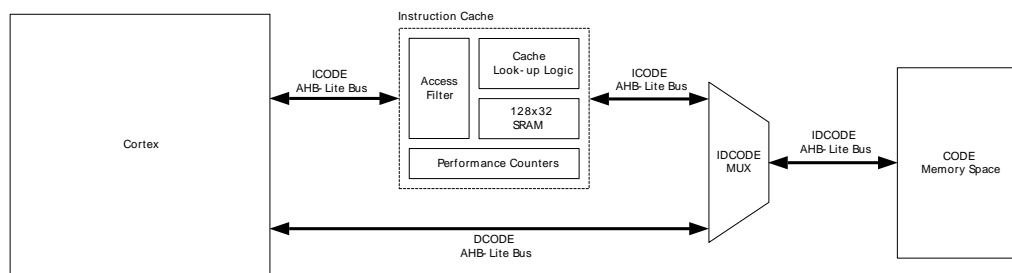 Instruction Cache
Cortex
ICODE
AHB-Lite Bus
Access
Filter
Cache
Look-up Logic
128x32
SRAM
Performance Counters
ICODE
AHB-Lite Bus
IDCODE
MUX
IDCODE
AHB-Lite Bus
CODE
Memory Space
DCODE
AHB-Lite Bus